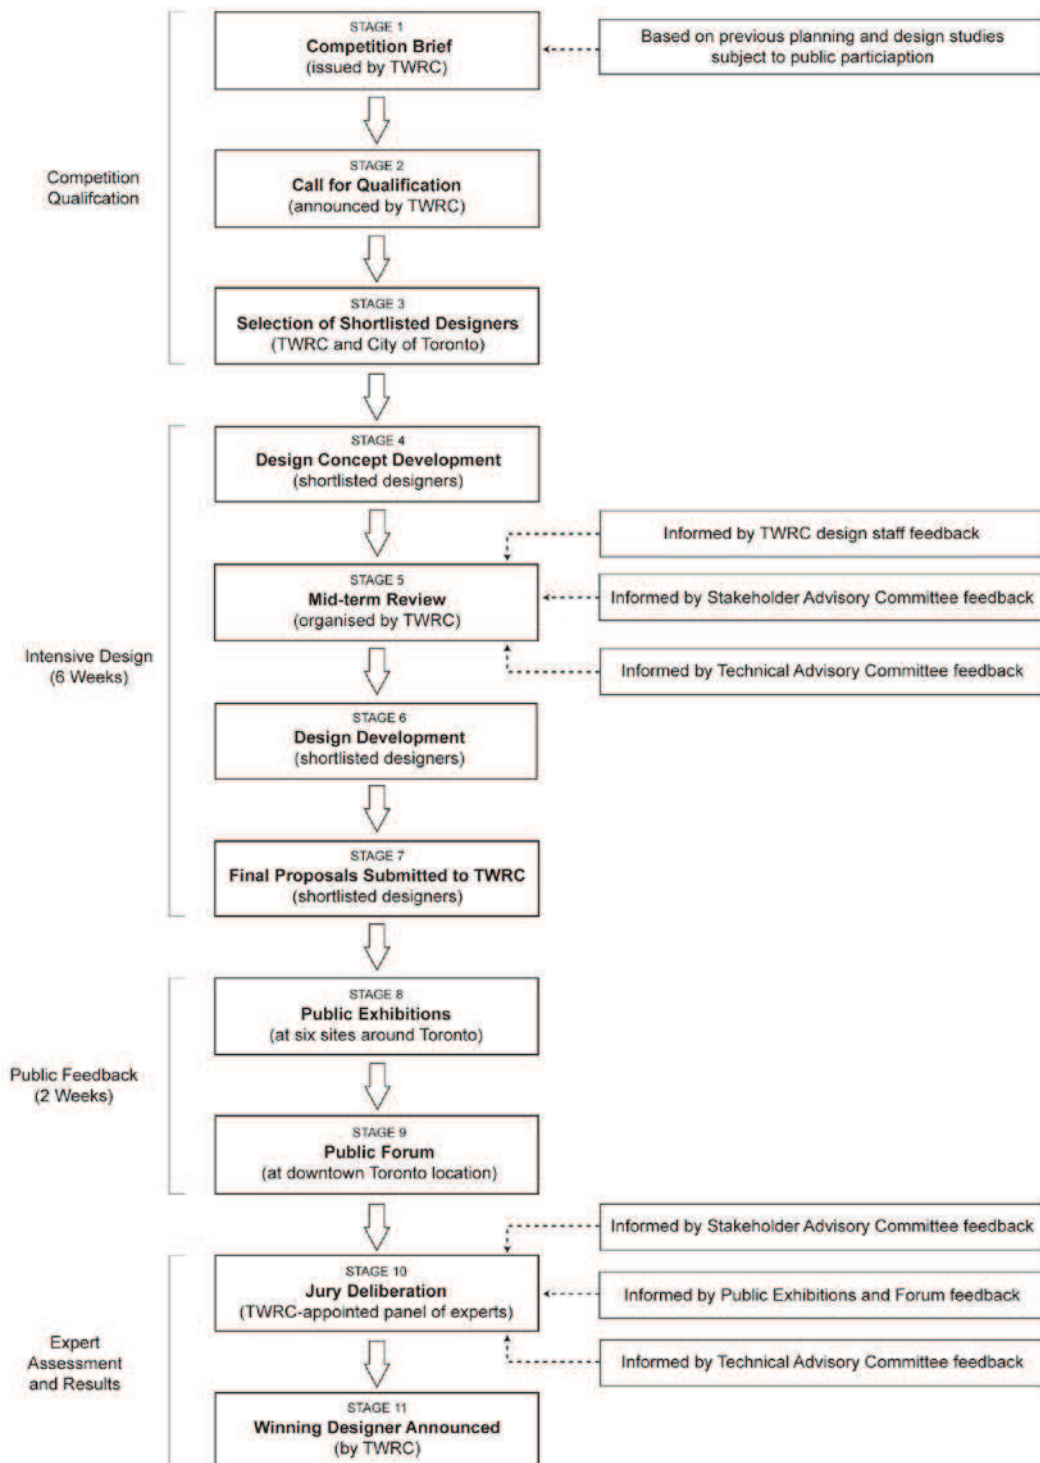 STAGE 1
Competition Brief
(issued by TWRC)
Based on previous planning and design studies
subject to public particiaption
STAGE 2
Call for Qualification
(announced by TWRC)
Competition
Qualifcation
STAGE 3
Selection of Shortlisted Designers
(TWRC and City of Toronto)
STAGE 4
Design Concept Development
(shortlisted designers)
Informed by TWRC design staff feedback
STAGE 5
Mid-term Review
(organised by TWRC)
Informed by Stakeholder Advisory Committee feedback
Intensive Design
(6 Weeks)
Informed by Technical Advisory Committee feedback
STAGE 6
Design Development
(shortlisted designers)
STAGE 7
Final Proposals Submitted to TWRC
(shortlisted designers)
STAGE 8
Public Exhibitions
(at six sites around Toronto)
Public Feedback
(2 Weeks)
STAGE 9
Public Forum
(at downtown Toronto location)
Informed by Stakeholder Advisory Committee feedback
STAGE 10
Jury Deliberation
(TWRC-appointed panel of experts)
Informed by Public Exhibitions and Forum feedback
Expert
Assessment
and Results
Informed by Technical Advisory Committee feedback
STAGE 11
Winning Designer Announced
(by TWRC)